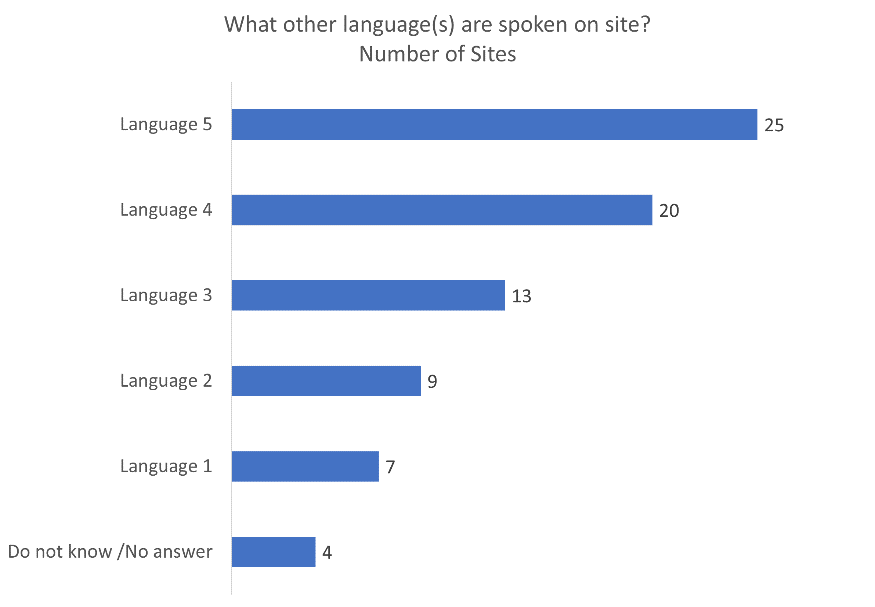 What other language(s) are spoken on site?
Number of Sites
Language 5 25
Language 4 20
Language 3 13
Language 2 9
Language 1 7
Do not know /No answer 4